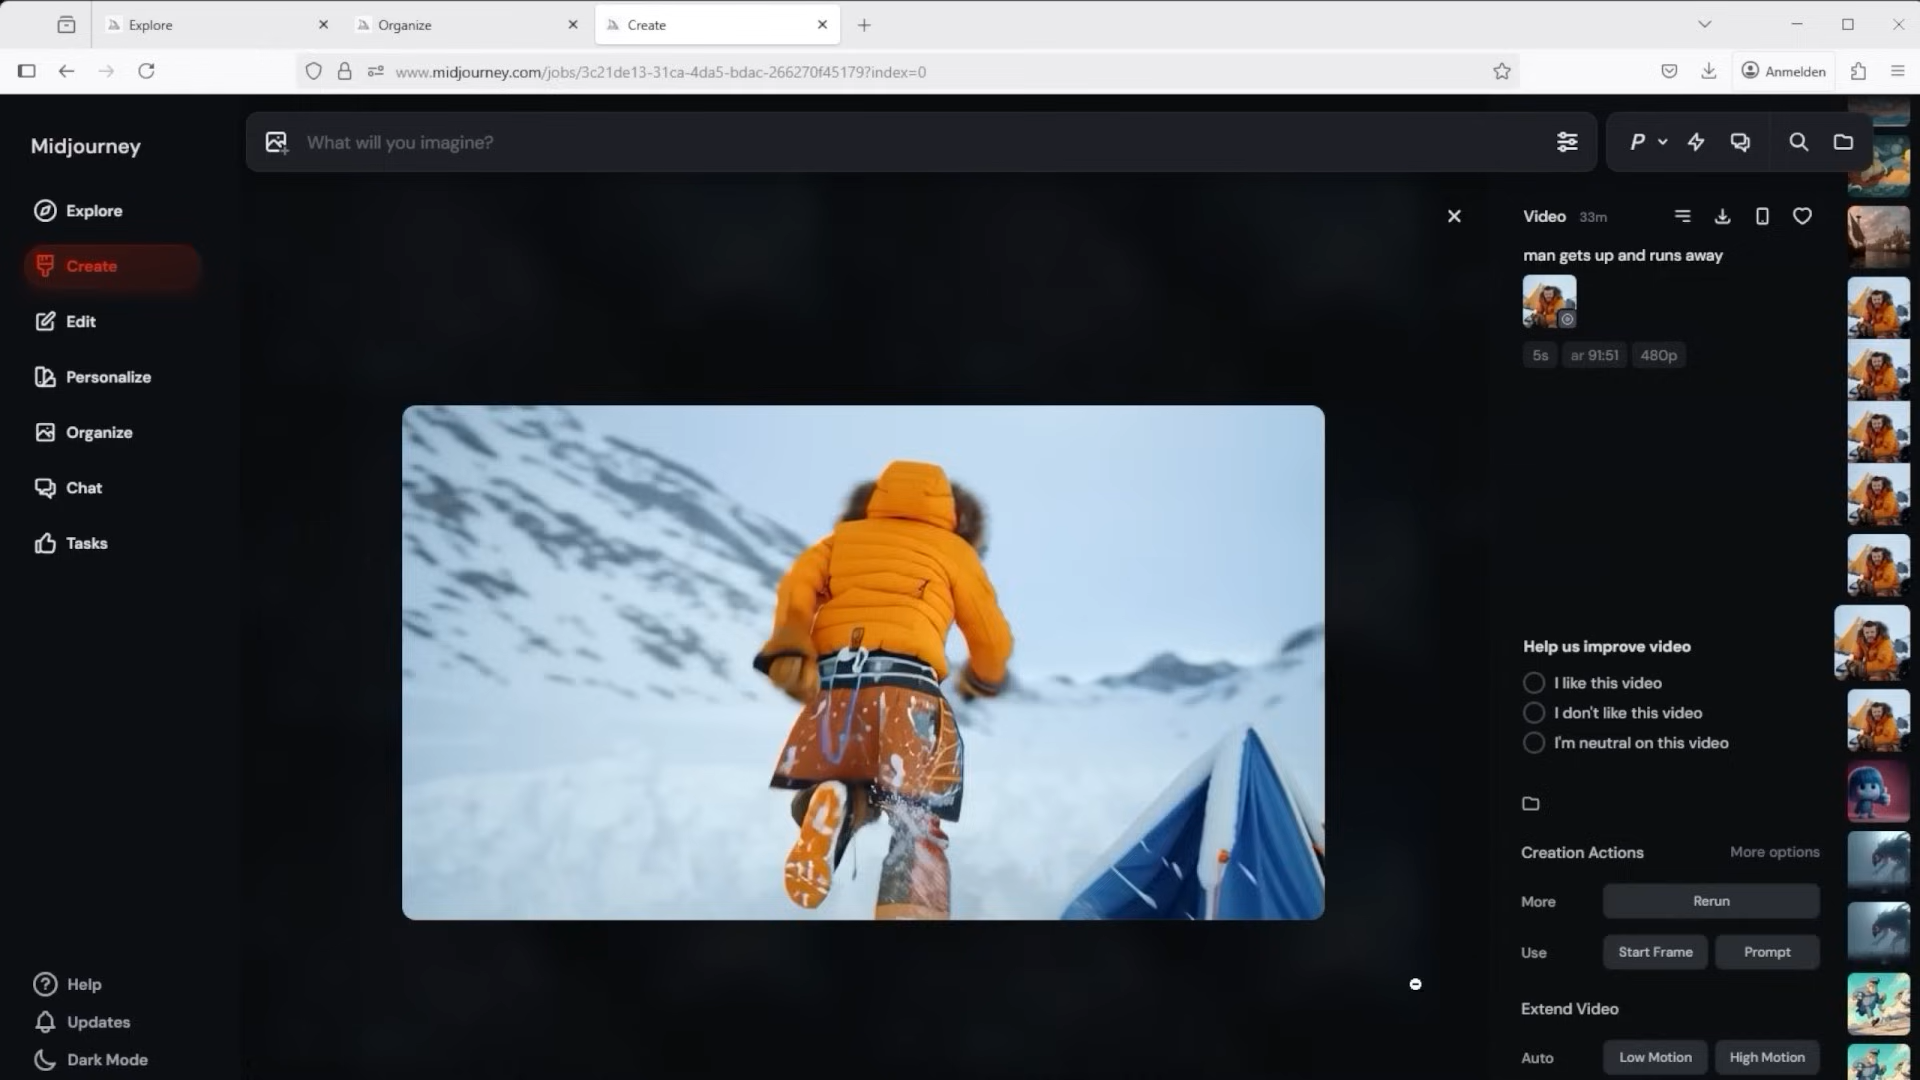 Explore
Organize
Create
www.midjourney.com/jobs/3c21de13-31ca-4da5-bdac-266270f45179?index=0
Anmelden
Midjourney
What will you imagine?
P
Explore
Create
Edit
Personalize
Organize
Chat
Tasks
Help
Updates
Dark Mode
Video 33m
man gets up and runs away
5s ar 91:51 480p
Help us improve video
I like this video
I don't like this video
I'm neutral on this video
Creation Actions More options
More Rerun
Use Start Frame Prompt
Extend Video
Auto Low Motion High Motion